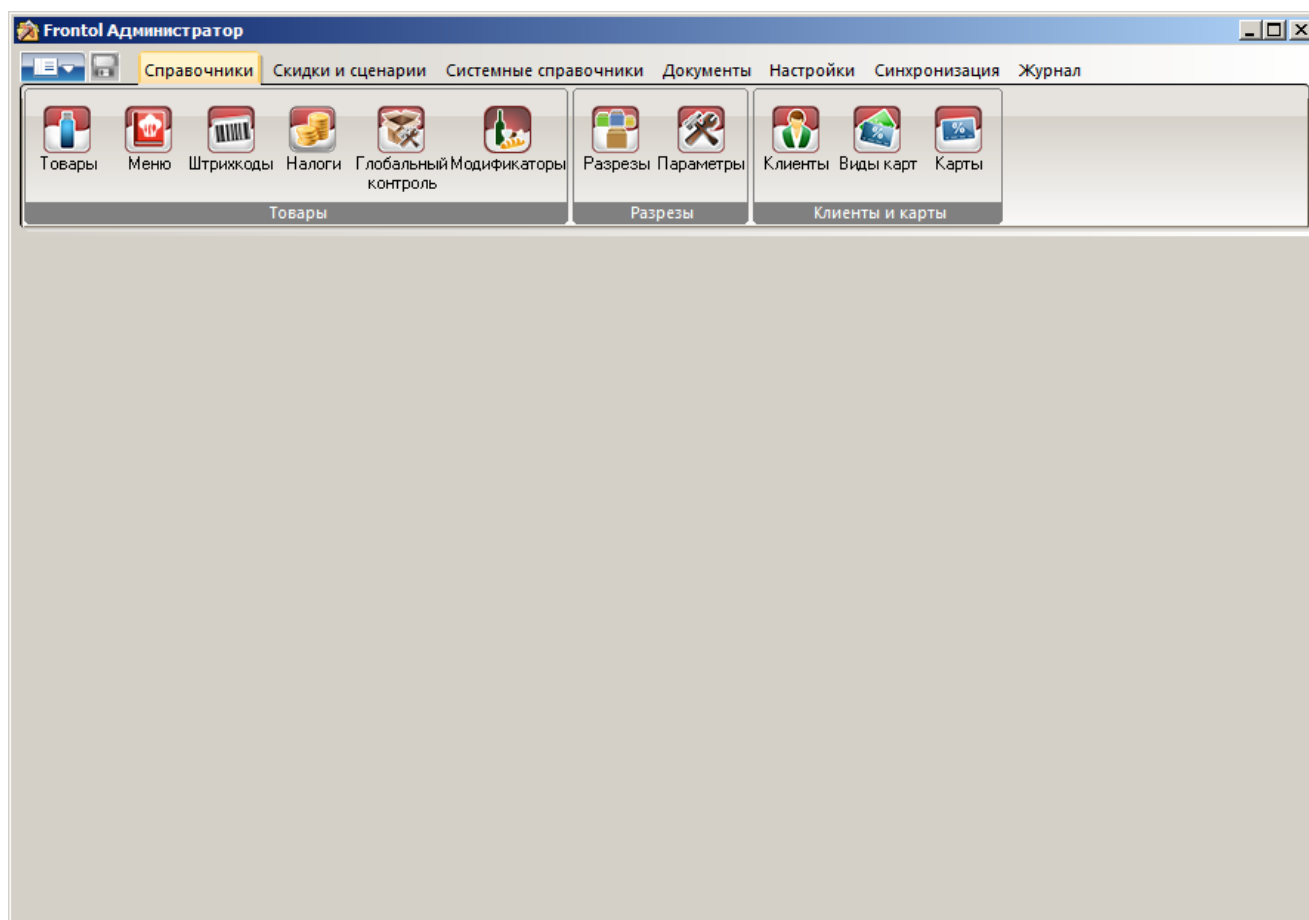 Frontol Администратор
Справочники Скидки и сценарии Системные справочники Документы Настройки Синхронизация Журнал
Товары Меню Штрихкоды Налоги Глобальный контроль Модификаторы Разрезы Параметры Клиенты Виды карт Карты
Товары Разрезы Клиенты и карты